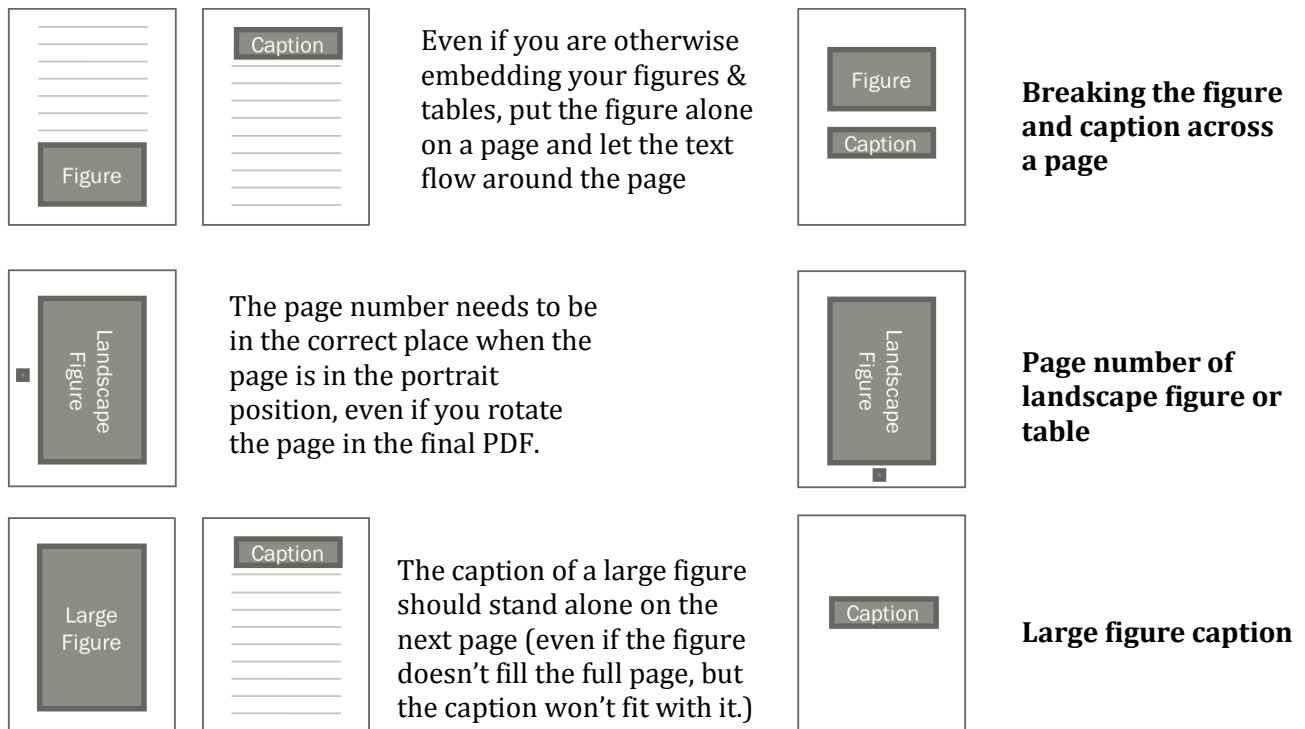 Figure
Caption
Even if you are otherwise
embedding your figures &
tables, put the figure alone
on a page and let the text
flow around the page
Figure
Caption
Breaking the figure
and caption across
a page
Landscape
Figure
The page number needs to be
in the correct place when the
page is in the portrait
position, even if you rotate
the page in the final PDF.
Landscape
Figure
Page number of
landscape figure or
table
Large
Figure
Caption
The caption of a large figure
should stand alone on the
next page (even if the figure
doesn’t fill the full page, but
the caption won’t fit with it.)
Caption
Large figure caption